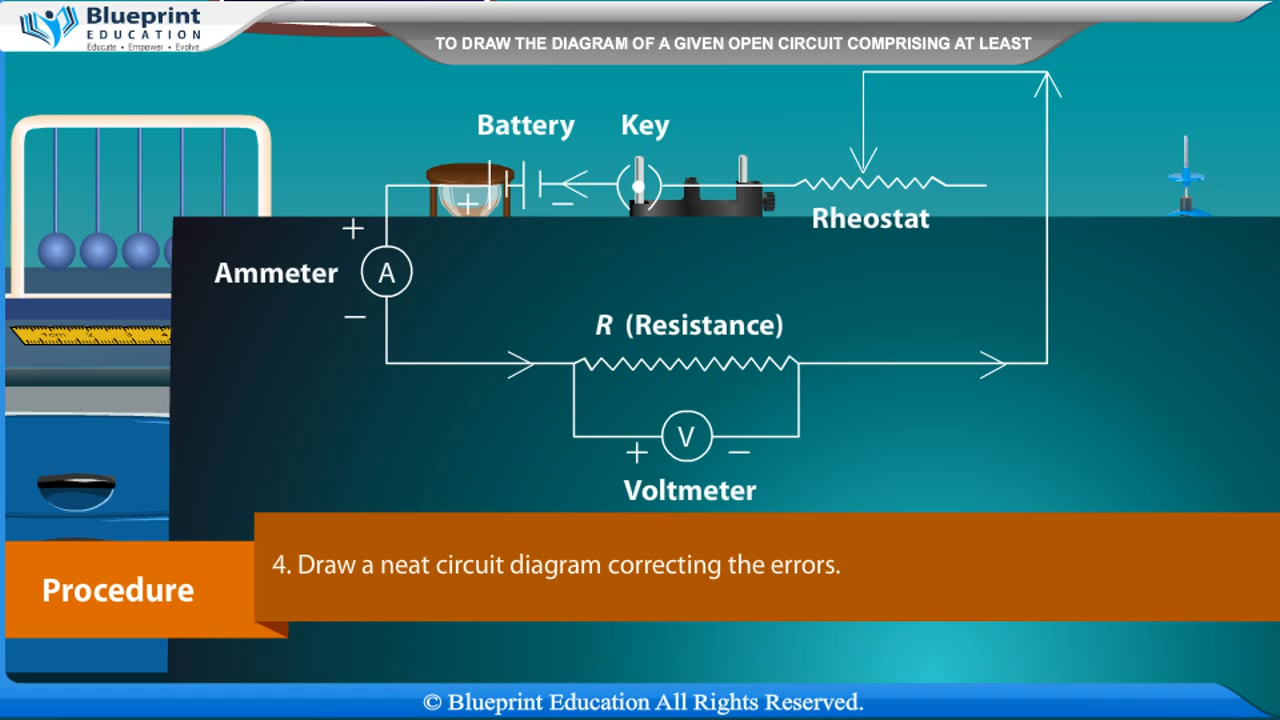 Blueprint
EDUCATION
Educate • Empower • Evolve
TO DRAW THE DIAGRAM OF A GIVEN OPEN CIRCUIT COMPRISING AT LEAST
Battery Key
+ −
Rheostat
+
Ammeter A
−
R (Resistance)
V
+ −
Voltmeter
4. Draw a neat circuit diagram correcting the errors.
Procedure
© Blueprint Education All Rights Reserved.